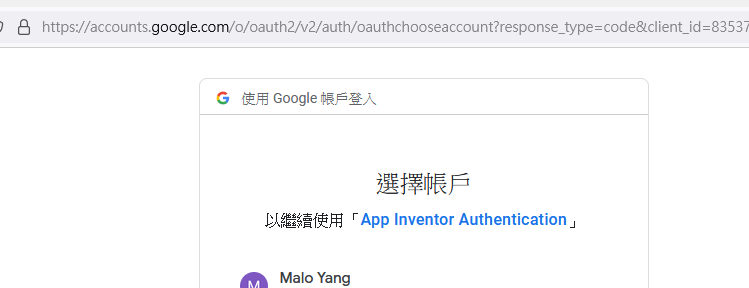 https://accounts.google.com/o/oauth2/v2/auth/oauthchooseaccount?response_type=code&client_id=83537
使用 Google 帳戶登入
選擇帳戶
以繼續使用「App Inventor Authentication」
M
Malo Yang